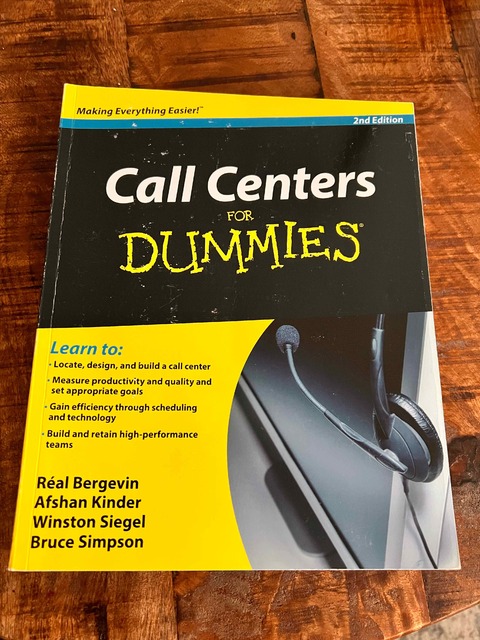 Making Everything Easier!™
2nd Edition
Call Centers
FOR
DUMMIES®
Learn to:
• Locate, design, and build a call center
• Measure productivity and quality and
set appropriate goals
• Gain efficiency through scheduling
and technology
• Build and retain high-performance
teams
Réal Bergevin
Afshan Kinder
Winston Siegel
Bruce Simpson